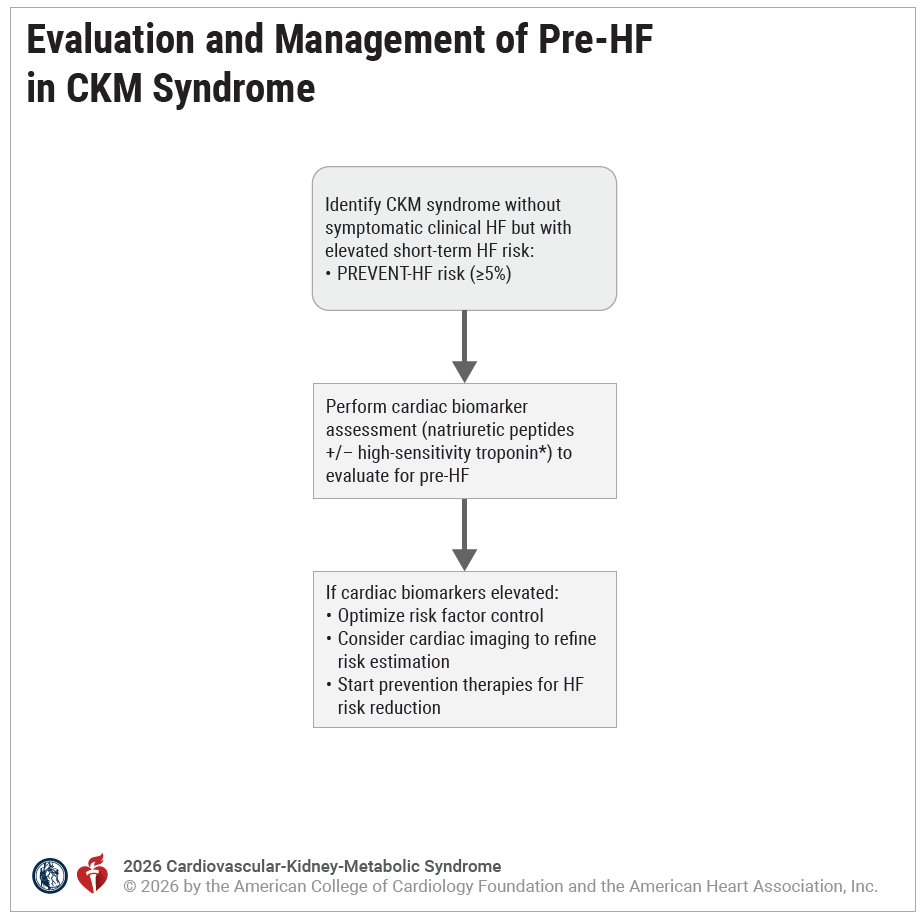 Evaluation and Management of Pre-HF
in CKM Syndrome
Identify CKM syndrome without
symptomatic clinical HF but with
elevated short-term HF risk:
• PREVENT-HF risk (≥5%)
Perform cardiac biomarker
assessment (natriuretic peptides
+/– high-sensitivity troponin*) to
evaluate for pre-HF
If cardiac biomarkers elevated:
• Optimize risk factor control
• Consider cardiac imaging to refine
risk estimation
• Start prevention therapies for HF
risk reduction
2026 Cardiovascular-Kidney-Metabolic Syndrome
© 2026 by the American College of Cardiology Foundation and the American Heart Association, Inc.